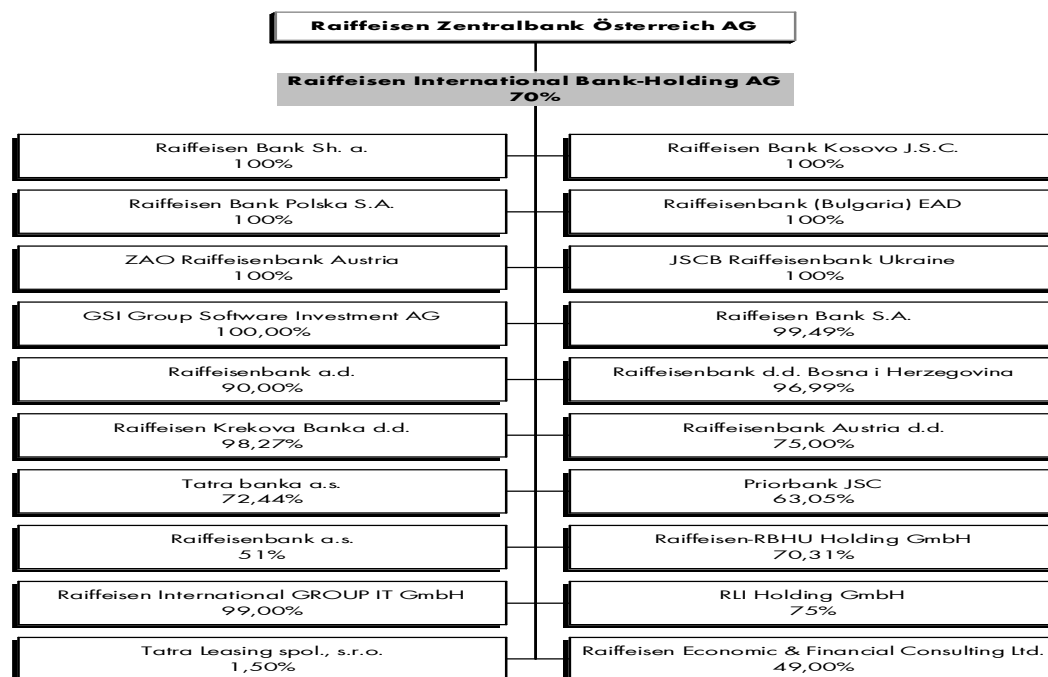 Raiffeisen Zentralbank Österreich AG
Raiffeisen International Bank-Holding AG
70%
Raiffeisen Bank Sh. a.
100%
Raiffeisen Bank Kosovo J.S.C.
100%
Raiffeisen Bank Polska S.A.
100%
Raiffeisenbank (Bulgaria) EAD
100%
ZAO Raiffeisenbank Austria
100%
JSCB Raiffeisenbank Ukraine
100%
GSI Group Software Investment AG
100,00%
Raiffeisen Bank S.A.
99,49%
Raiffeisenbank a.d.
90,00%
Raiffeisenbank d.d. Bosna i Herzegovina
96,99%
Raiffeisen Krekova Banka d.d.
98,27%
Raiffeisenbank Austria d.d.
75,00%
Tatra banka a.s.
72,44%
Priorbank JSC
63,05%
Raiffeisenbank a.s.
51%
Raiffeisen-RBHU Holding GmbH
70,31%
Raiffeisen International GROUP IT GmbH
99,00%
RLI Holding GmbH
75%
Tatra Leasing spol., s.r.o.
1,50%
Raiffeisen Economic & Financial Consulting Ltd.
49,00%